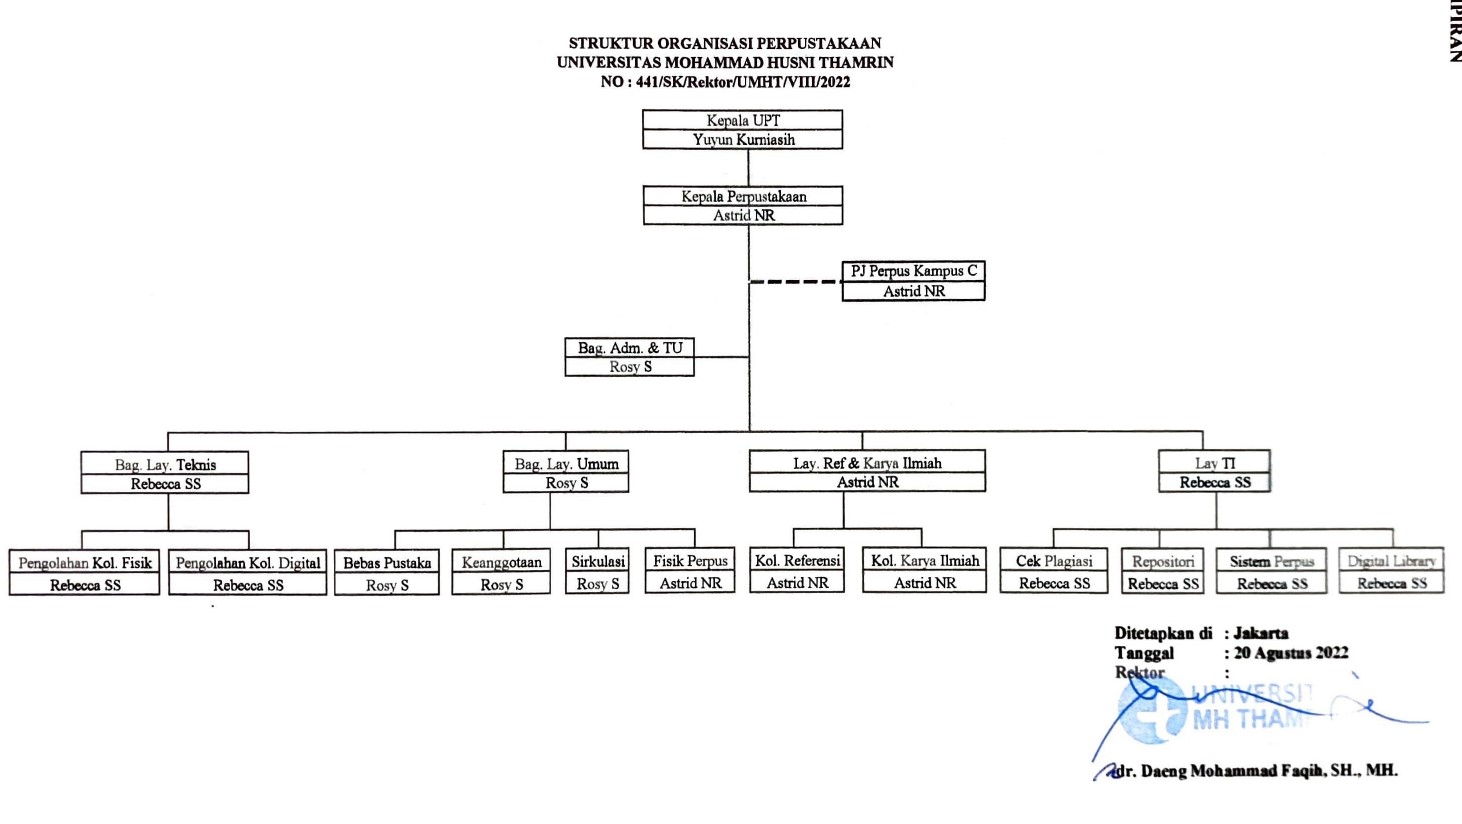 PIRAN
STRUKTUR ORGANISASI PERPUSTAKAAN
UNIVERSITAS MOHAMMAD HUSNI THAMRIN
NO : 441/SK/Rektor/UMHT/VIII/2022
Kepala UPT
Yuyun Kurniasih
Kepala Perpustakaan
Astrid NR
PJ Perpus Kampus C
Astrid NR
Bag. Adm. & TU
Rosy S
Bag. Lay. Teknis
Rebecca SS
Bag. Lay. Umum
Rosy S
Lay. Ref & Karya Ilmiah
Astrid NR
Lay TI
Rebecca SS
Pengolahan Kol. Fisik
Rebecca SS
Pengolahan Kol. Digital
Rebecca SS
Bebas Pustaka
Rosy S
Keanggotaan
Rosy S
Sirkulasi
Rosy S
Fisik Perpus
Astrid NR
Kol. Referensi
Astrid NR
Kol. Karya Ilmiah
Astrid NR
Cek Plagiasi
Rebecca SS
Repositori
Rebecca SS
Sistem Perpus
Rebecca SS
Digital Library
Rebecca SS
Ditetapkan di : Jakarta
Tanggal : 20 Agustus 2022
Rektor :
UNIVERSIT
MH THAM
dr. Daeng Mohammad Faqih, SH., MH.